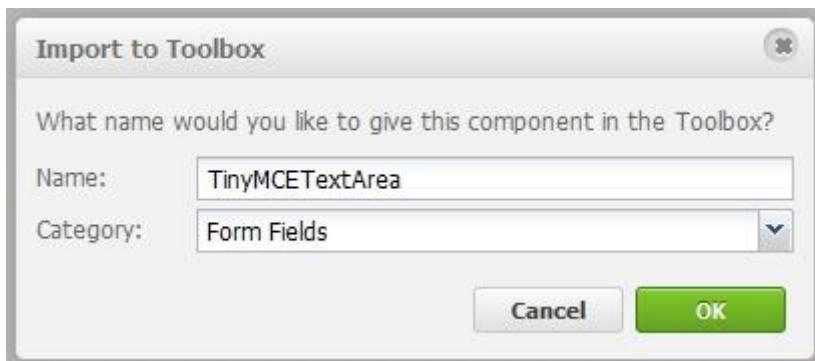 Import to Toolbox
What name would you like to give this component in the Toolbox?
Name: TinyMCETextArea
Category: Form Fields
Cancel OK